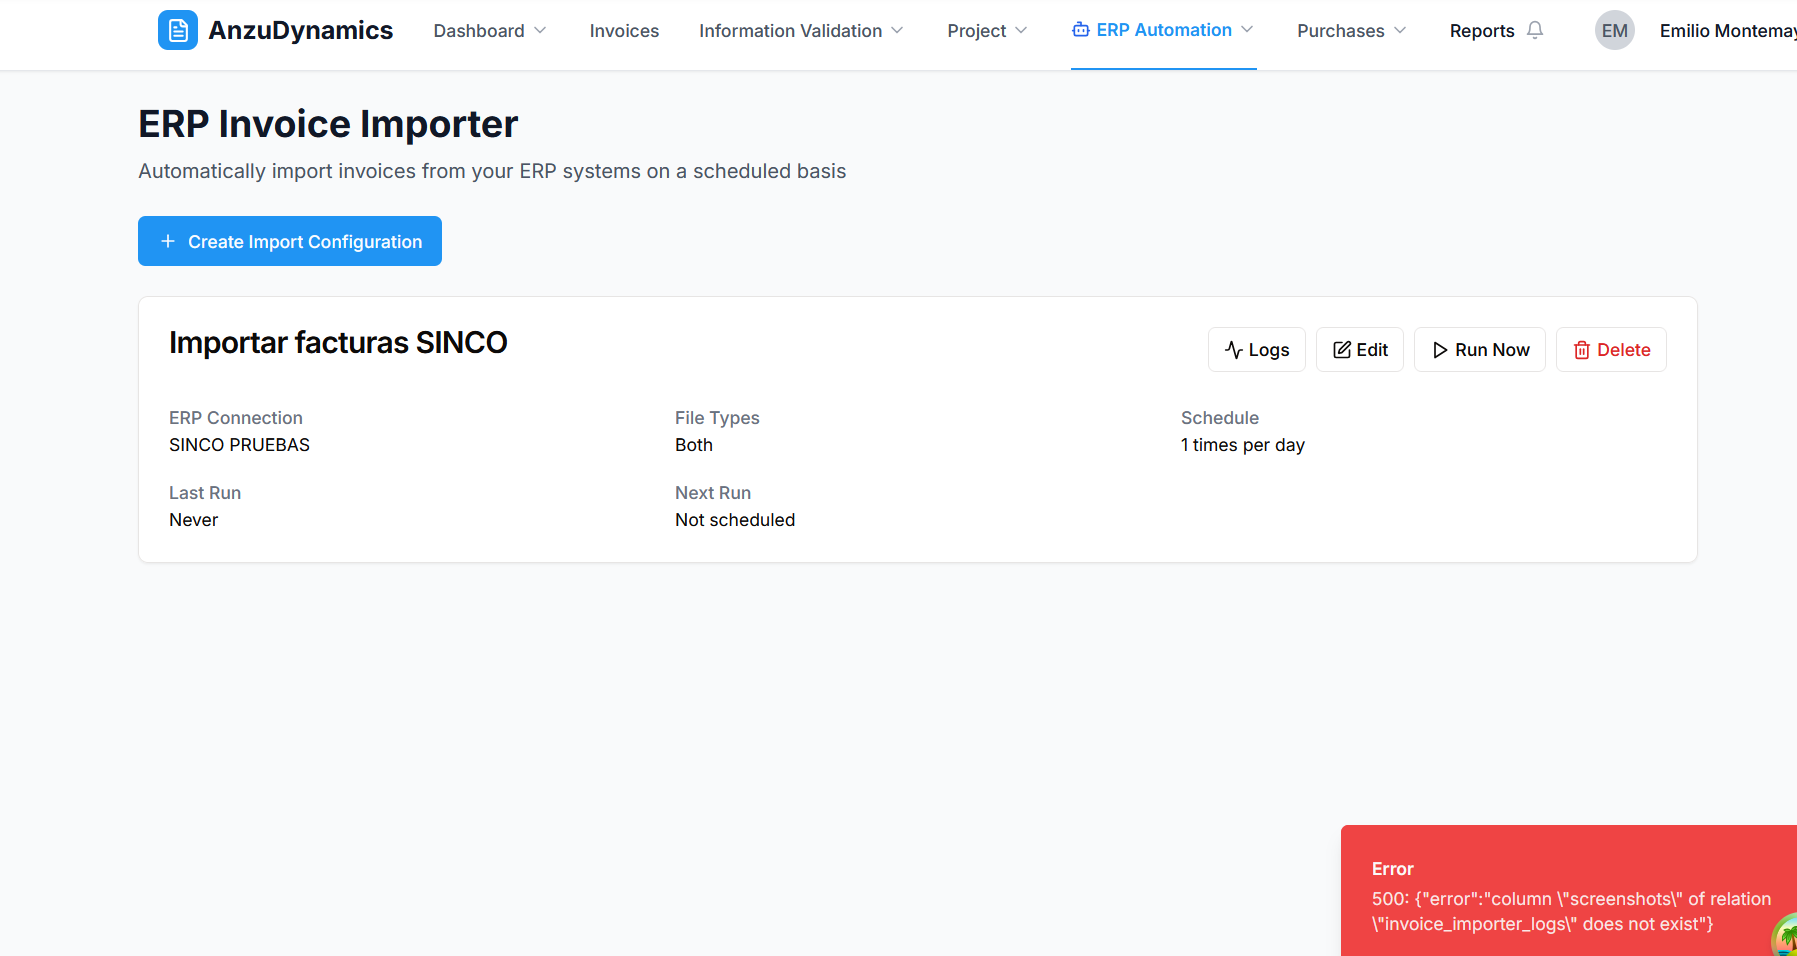 AnzuDynamics Dashboard Invoices Information Validation Project ERP Automation Purchases Reports EM Emilio
ERP Invoice Importer
Automatically import invoices from your ERP systems on a scheduled basis
Create Import Configuration
Importar facturas SINCO
Logs Edit Run Now Delete
ERP Connection File Types Schedule
SINCO PRUEBAS Both 1 times per day
Last Run Next Run
Never Not scheduled
Error
500: {"error":"column \"screenshots\" of relation
\"invoice_importer_logs\" does not exist"}